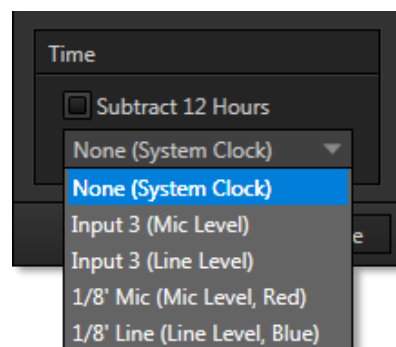 Time
Subtract 12 Hours
None (System Clock)
None (System Clock)
Input 3 (Mic Level)
Input 3 (Line Level)
e
1/8' Mic (Mic Level, Red)
1/8' Line (Line Level, Blue)